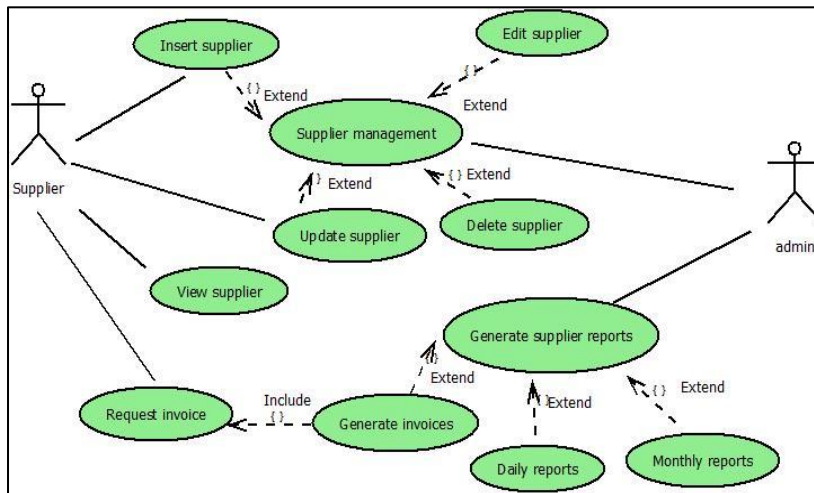 Insert supplier
Edit supplier
{ }
Extend
{ }
Extend
Supplier management
Supplier
} Extend
{ } Extend
Update supplier
Delete supplier
admin
View supplier
Generate supplier reports
{ }
Extend
Request invoice
Include
{ }
Generate invoices
} Extend
{ } Extend
Daily reports
Monthly reports